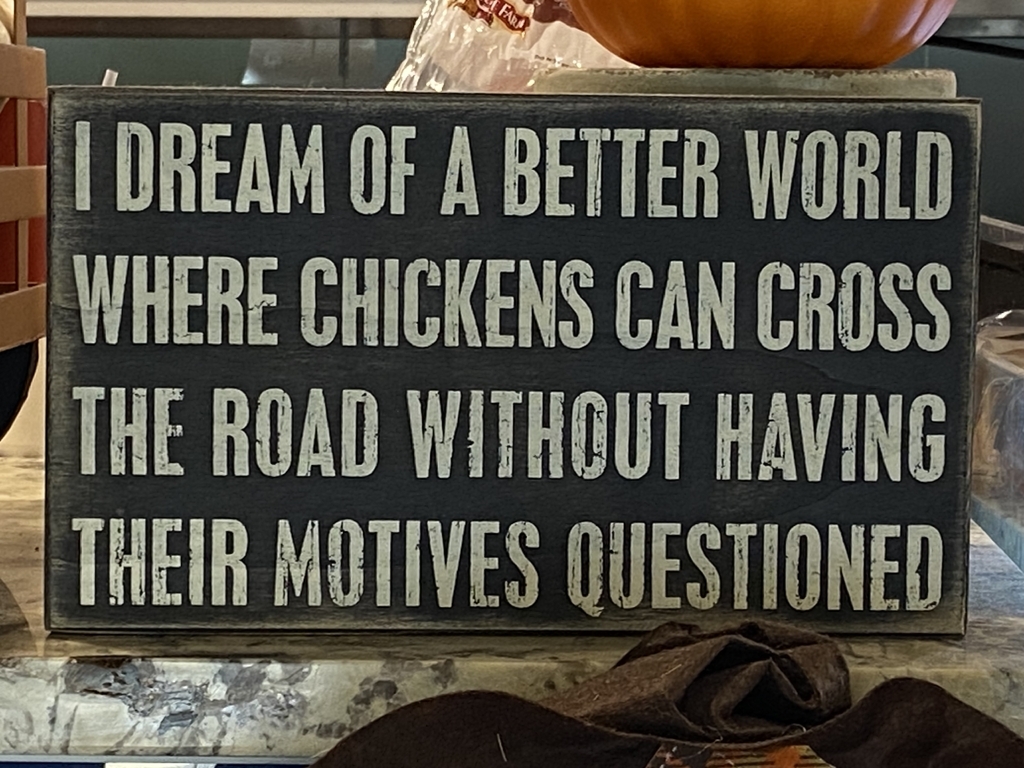 I DREAM OF A BETTER WORLD
WHERE CHICKENS CAN CROSS
THE ROAD WITHOUT HAVING
THEIR MOTIVES QUESTIONED